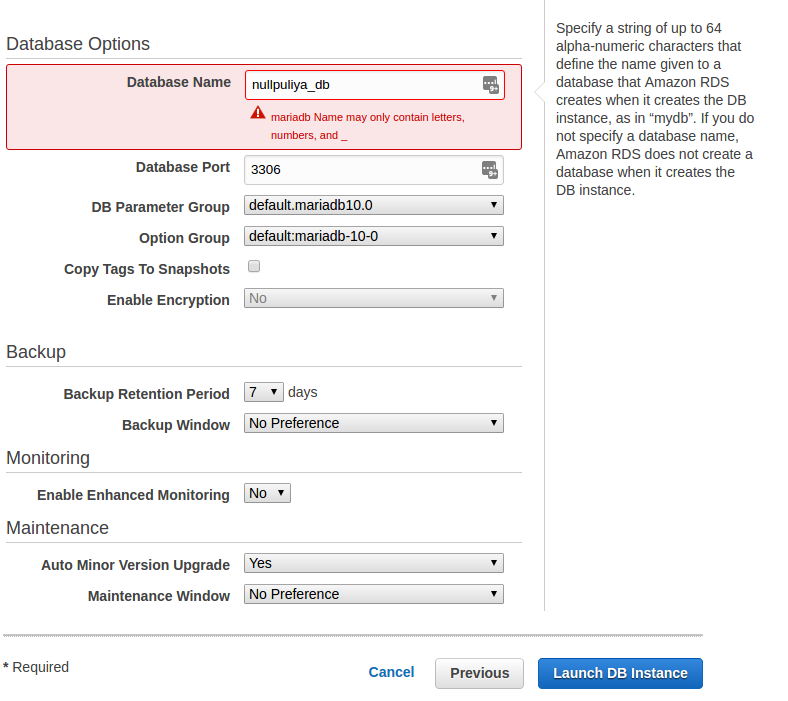 Database Options
Database Name nullpuliya_db
mariadb Name may only contain letters,
numbers, and _
Database Port 3306
DB Parameter Group default.mariadb10.0
Option Group default:mariadb-10-0
Copy Tags To Snapshots
Enable Encryption No
Backup
Backup Retention Period 7 days
Backup Window No Preference
Monitoring
Enable Enhanced Monitoring No
Maintenance
Auto Minor Version Upgrade Yes
Maintenance Window No Preference
Specify a string of up to 64
alpha-numeric characters that
define the name given to a
database that Amazon RDS
creates when it creates the DB
instance, as in “mydb”. If you do
not specify a database name,
Amazon RDS does not create a
database when it creates the
DB instance.
* Required
Cancel Previous Launch DB Instance